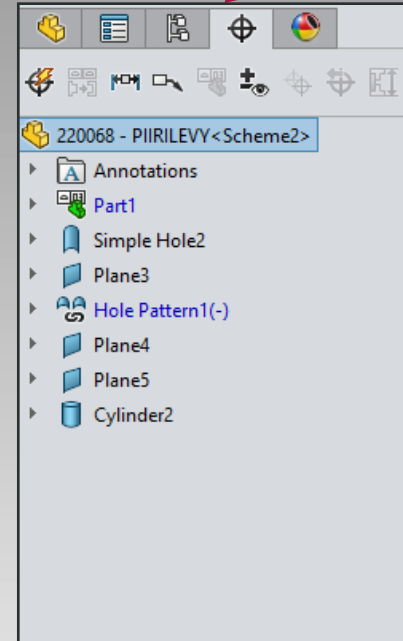 220068 - PIIRILEVY<Scheme2>
Annotations
Part1
Simple Hole2
Plane3
Hole Pattern1(-)
Plane4
Plane5
Cylinder2